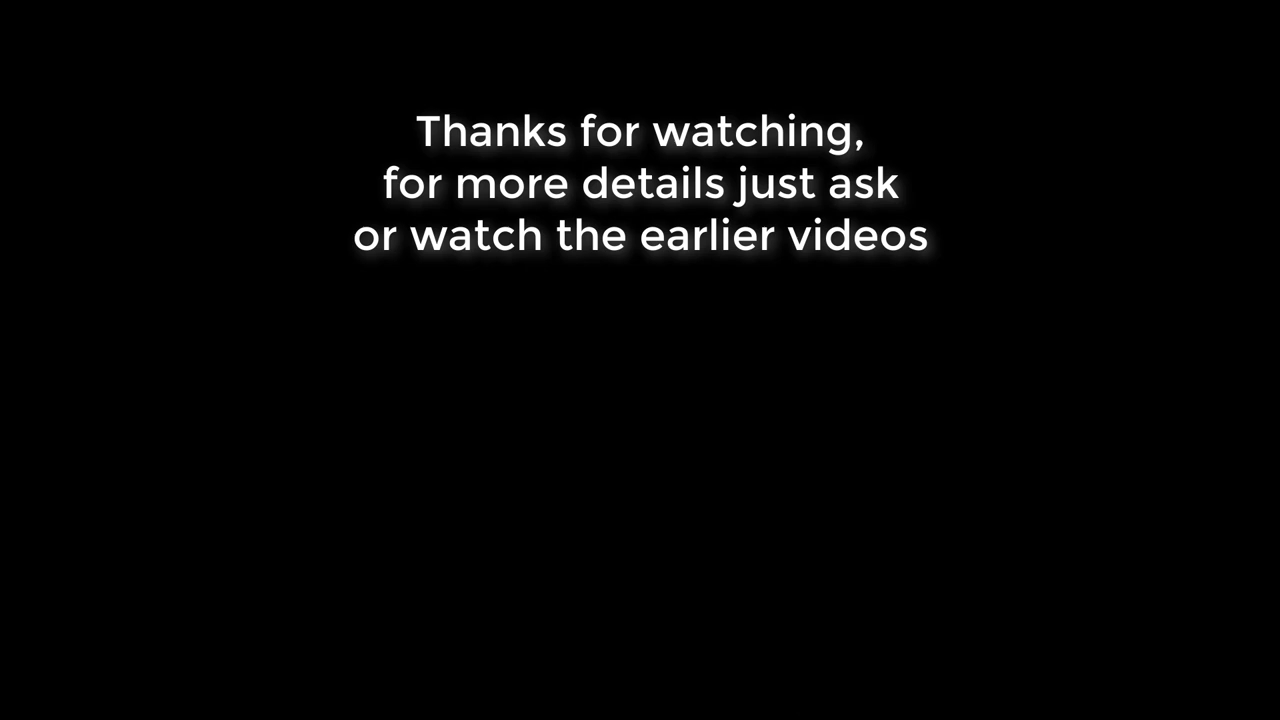 Thanks for watching,
for more details just ask
or watch the earlier videos